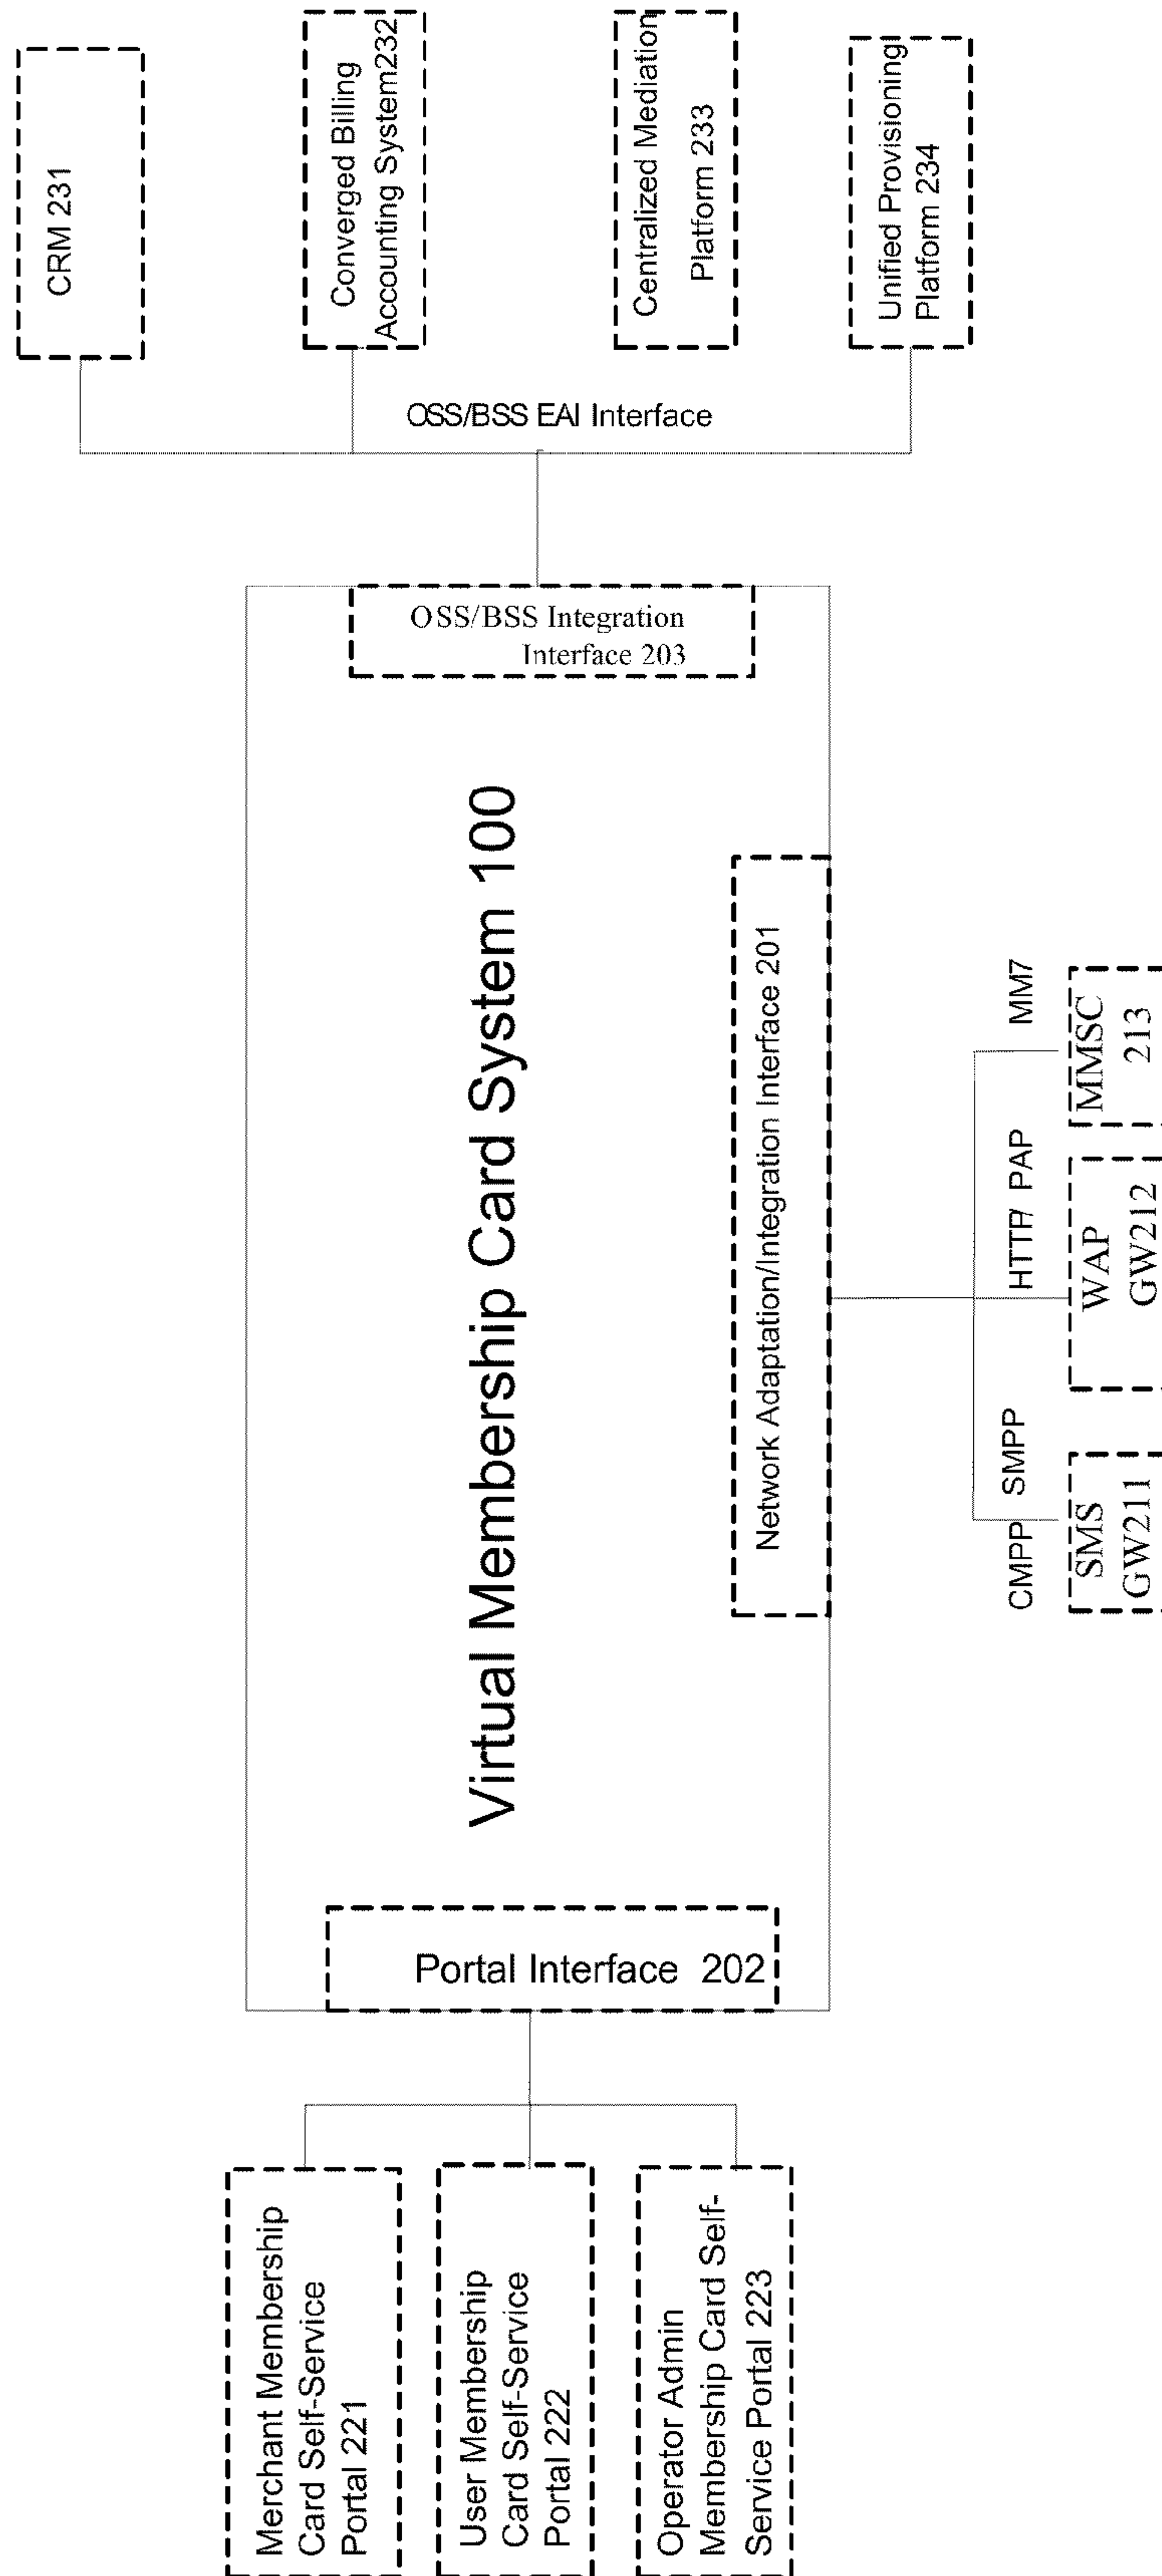 CRM 231
Converged Billing
Accounting System232
Centralized Mediation
Platform 233
Unified Provisioning
Platform 234
OSS/BSS EAI Interface
OSS/BSS Integration
Interface 203
Virtual Membership Card System 100
Network Adaptation/Integration Interface 201
Portal Interface 202
CMPP SMPP
HTTP/ PAP
MM7
SMS
GW211
WAP
GW212
MMSC
213
Merchant Membership
Card Self-Service
Portal 221
User Membership
Card Self-Service
Portal 222
Operator Admin
Membership Card Self-
Service Portal 223